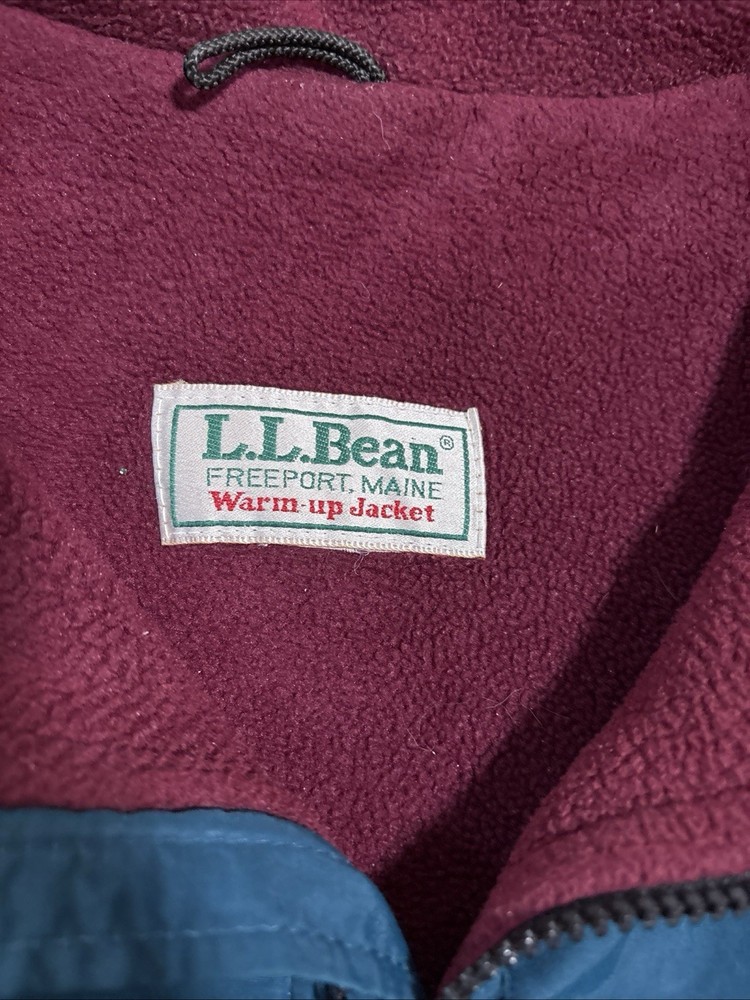 L.L.Bean®
FREEPORT, MAINE
Warm-up Jacket